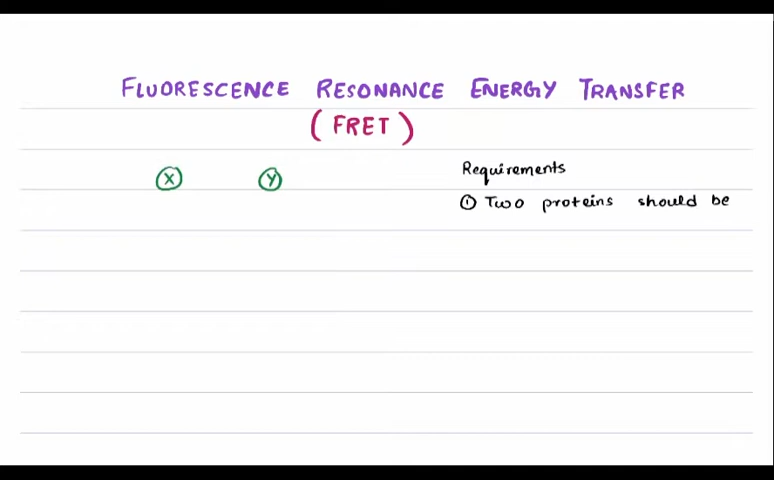 FLUORESCENCE RESONANCE ENERGY TRANSFER
(FRET)
X Y
Requirements
① Two proteins should be